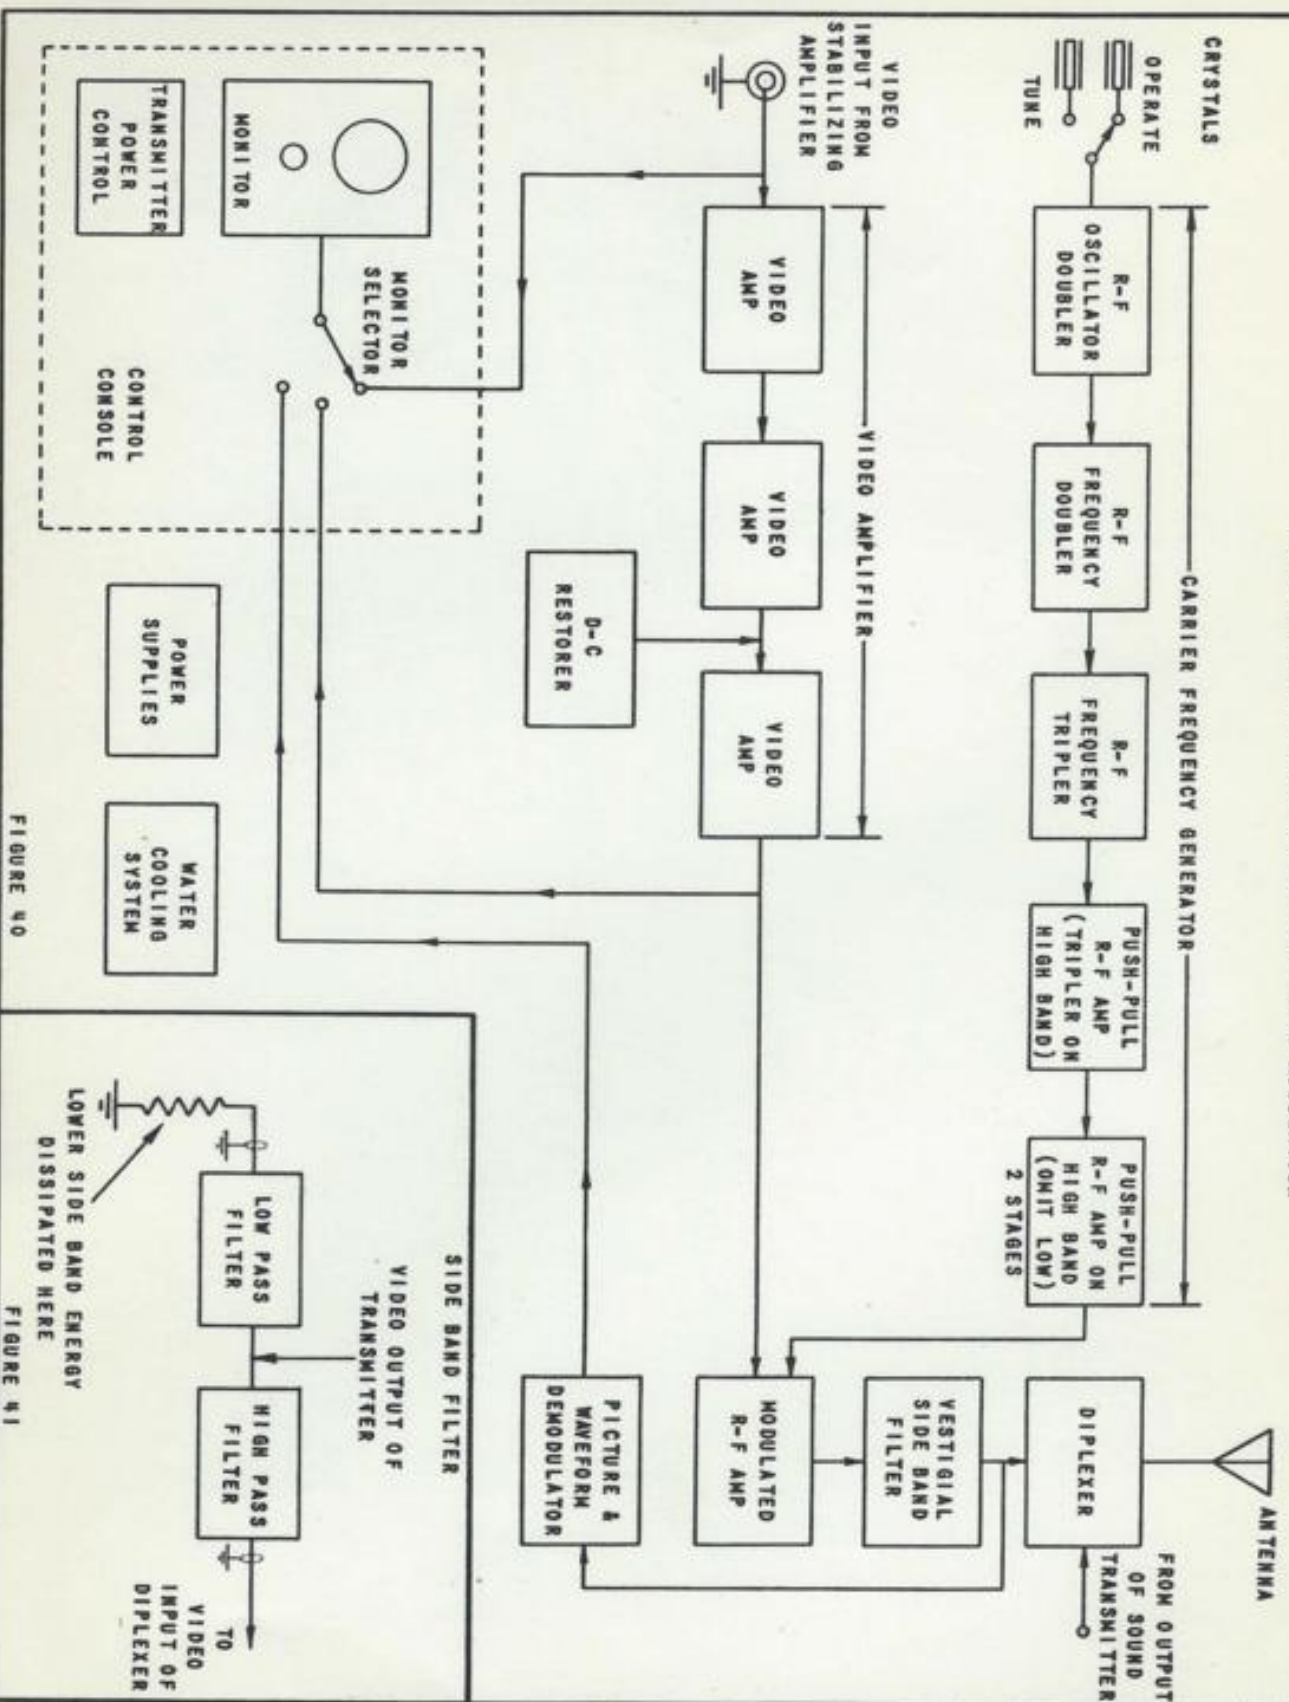 CRYSTALS
OPERATE
TUNE
CARRIER FREQUENCY GENERATOR
R-F
OSCILLATOR
DOUBLER
R-F
FREQUENCY
DOUBLER
R-F
FREQUENCY
TRIPLER
PUSH-PULL
R-F AMP
(TRIPLER ON
HIGH BAND)
PUSH-PULL
R-F AMP ON
HIGH BAND
(OMIT LOW)
2 STAGES
ANTENNA
DIPLEXER
FROM OUTPUT
OF SOUND
TRANSMITTER
VIDEO
INPUT FROM
STABILIZING
AMPLIFIER
VIDEO AMPLIFIER
VIDEO
AMP
VIDEO
AMP
VIDEO
AMP
D-C
RESTORER
VESTIGIAL
SIDE BAND
FILTER
MODULATED
R-F AMP
PICTURE &
WAVEFORM
DEMODULATOR
MONITOR
SELECTOR
MONITOR
TRANSMITTER
POWER
CONTROL
CONTROL
CONSOLE
POWER
SUPPLIES
WATER
COOLING
SYSTEM
FIGURE 40
SIDE BAND FILTER
VIDEO OUTPUT OF
TRANSMITTER
LOW PASS
FILTER
HIGH PASS
FILTER
LOWER SIDE BAND ENERGY
DISSIPATED HERE
TO
VIDEO
INPUT OF
DIPLEXER
FIGURE 41